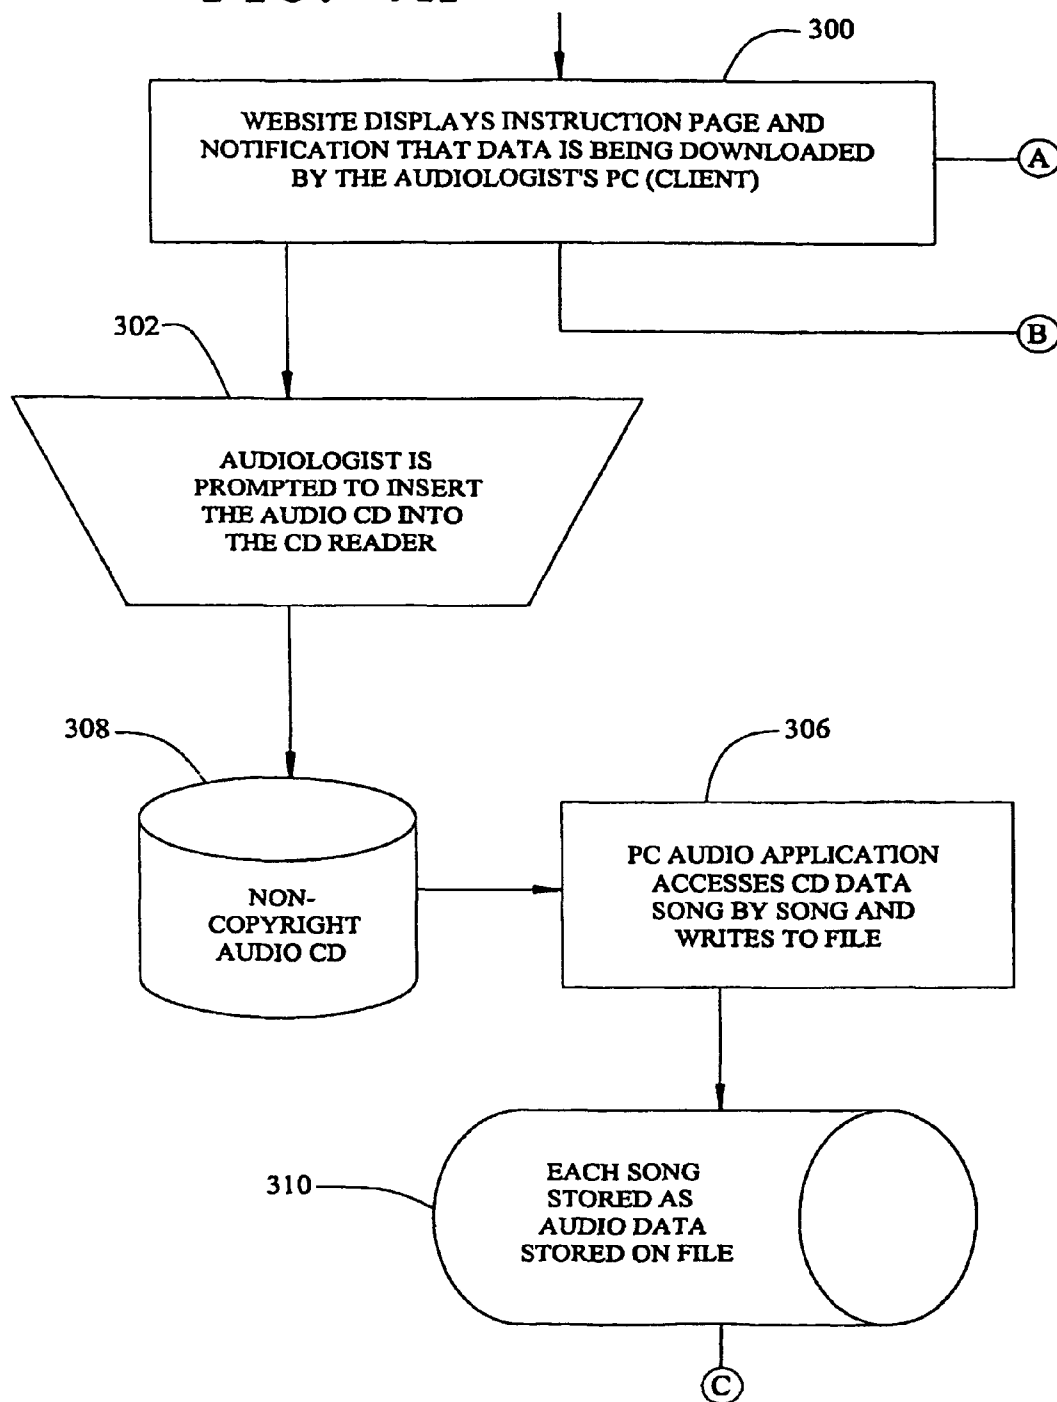 300
WEBSITE DISPLAYS INSTRUCTION PAGE AND
NOTIFICATION THAT DATA IS BEING DOWNLOADED
BY THE AUDIOLOGIST'S PC (CLIENT)
A
B
302
AUDIOLOGIST IS
PROMPTED TO INSERT
THE AUDIO CD INTO
THE CD READER
308
NON-
COPYRIGHT
AUDIO CD
306
PC AUDIO APPLICATION
ACCESSES CD DATA
SONG BY SONG AND
WRITES TO FILE
310
EACH SONG
STORED AS
AUDIO DATA
STORED ON FILE
C